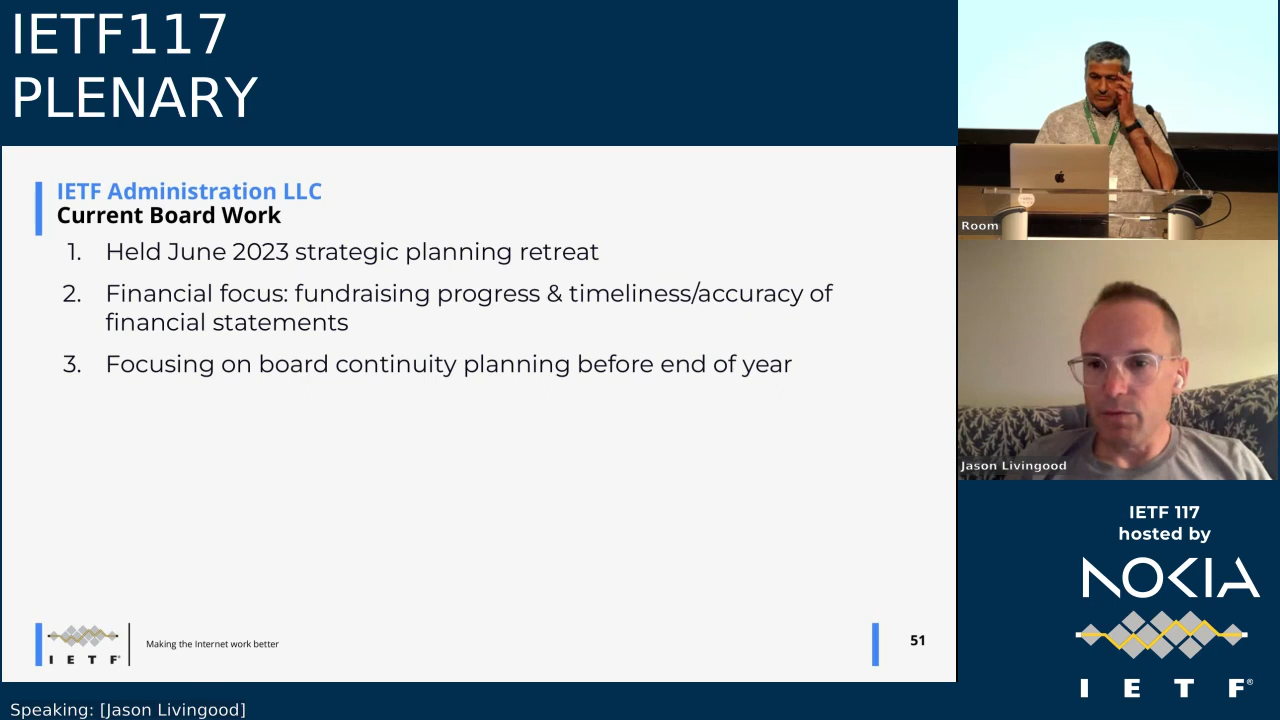 IETF117
PLENARY
IETF Administration LLC
Current Board Work
1. Held June 2023 strategic planning retreat
2. Financial focus: fundraising progress & timeliness/accuracy of
financial statements
3. Focusing on board continuity planning before end of year
I E T F®
Making the Internet work better
51
Room
Jason Livingood
IETF 117
hosted by
NOKIA
I E T F®
Speaking: [Jason Livingood]